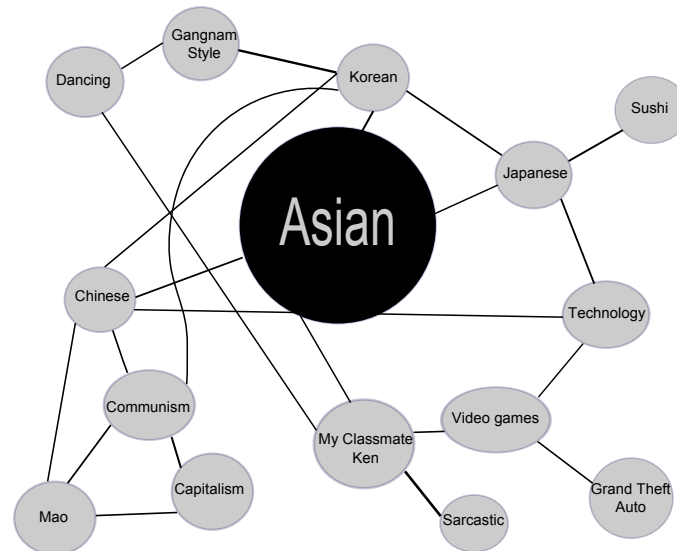 Gangnam
Style
Dancing
Korean
Sushi
Japanese
Asian
Chinese
Technology
Communism
Video games
My Classmate
Ken
Capitalism
Grand Theft
Auto
Mao
Sarcastic